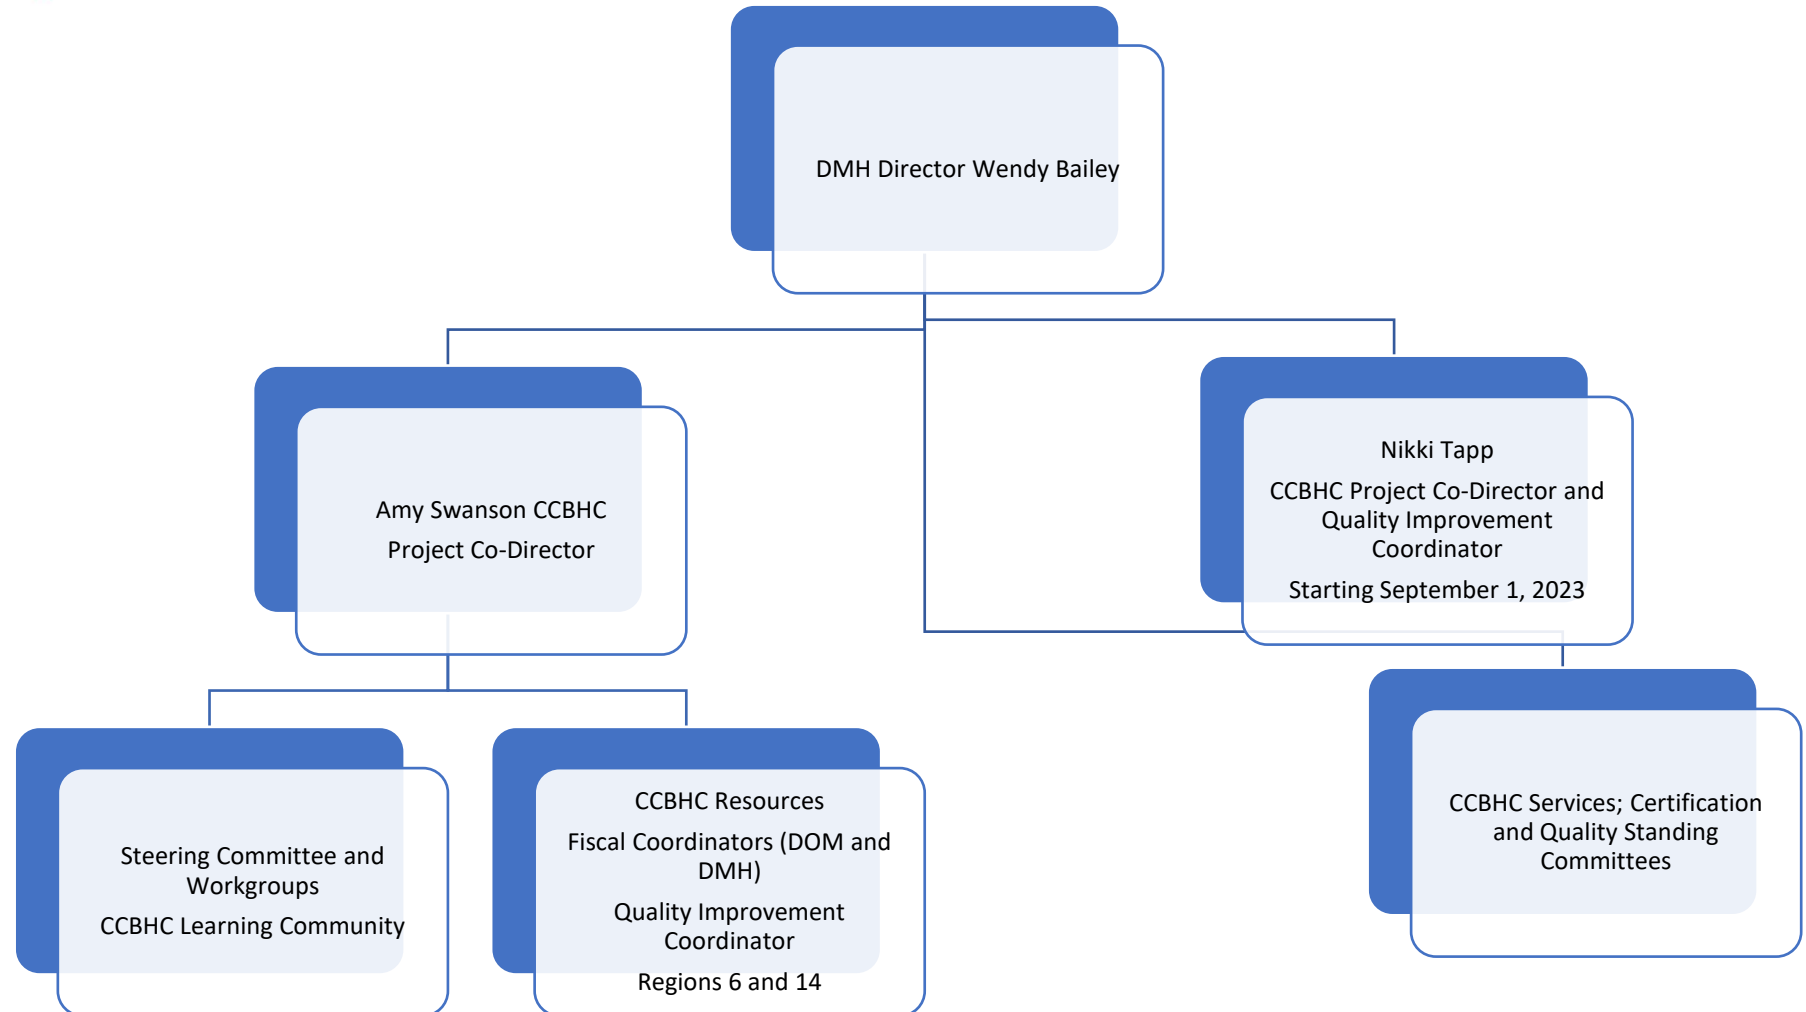 DMH Director Wendy Bailey
Amy Swanson CCBHC
Project Co-Director
Nikki Tapp
CCBHC Project Co-Director and
Quality Improvement
Coordinator
Starting September 1, 2023
Steering Committee and
Workgroups
CCBHC Learning Community
CCBHC Resources
Fiscal Coordinators (DOM and
DMH)
Quality Improvement
Coordinator
Regions 6 and 14
CCBHC Services; Certification
and Quality Standing
Committees